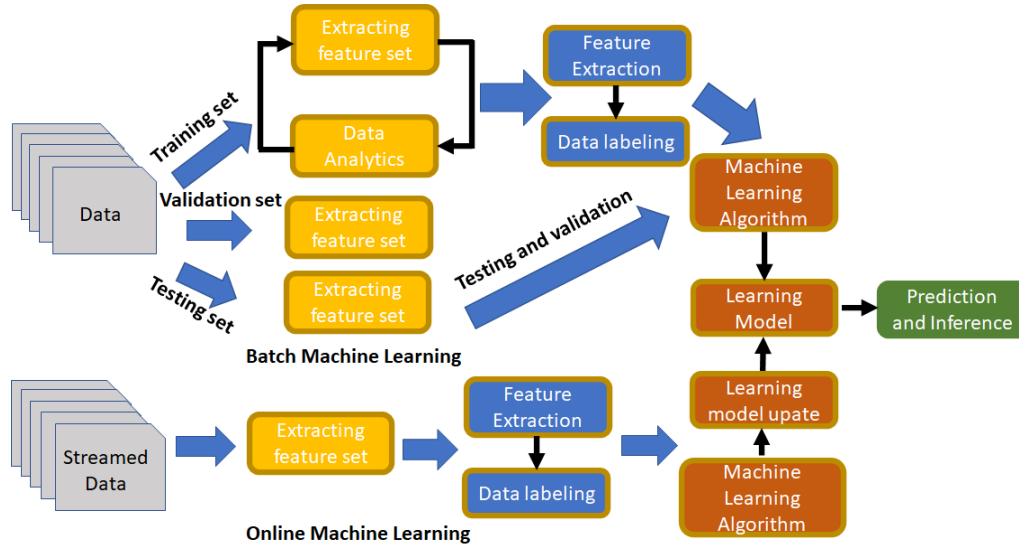 Extracting
feature set
Feature
Extraction
Training set
Data
Analytics
Data labeling
Machine
Learning
Algorithm
Data
Validation set
Extracting
feature set
Testing and validation
Testing set
Extracting
feature set
Learning
Model
Prediction
and Inference
Batch Machine Learning
Streamed
Data
Extracting
feature set
Feature
Extraction
Data labeling
Learning
model upate
Machine
Learning
Algorithm
Online Machine Learning